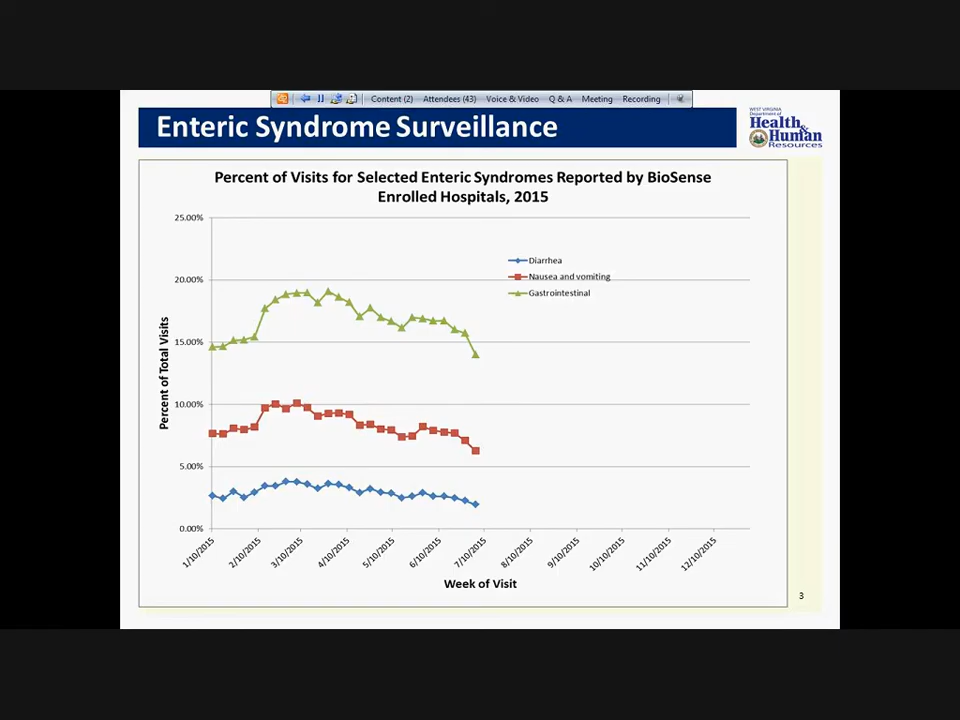 Content (2) Attendees (43) Voice & Video Q & A Meeting Recording
Enteric Syndrome Surveillance
WEST VIRGINIA
Department of
Health &
Human
Resources
Percent of Visits for Selected Enteric Syndromes Reported by BioSense
Enrolled Hospitals, 2015
25.00%
20.00%
15.00%
10.00%
5.00%
0.00%
Percent of Total Visits
Diarrhea
Nausea and vomiting
Gastrointestinal
1/10/2015 2/10/2015 3/10/2015 4/10/2015 5/10/2015 6/10/2015 7/10/2015 8/10/2015 9/10/2015 10/10/2015 11/10/2015 12/10/2015
Week of Visit
3